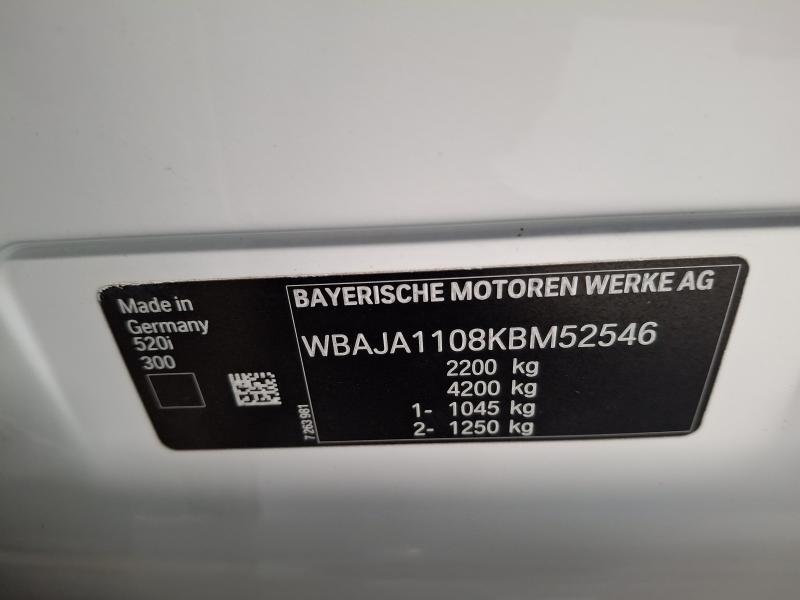 Made in
Germany
520i
300
7 263 981
BAYERISCHE MOTOREN WERKE AG
WBAJA1108KBM52546
2200 kg
4200 kg
1- 1045 kg
2- 1250 kg